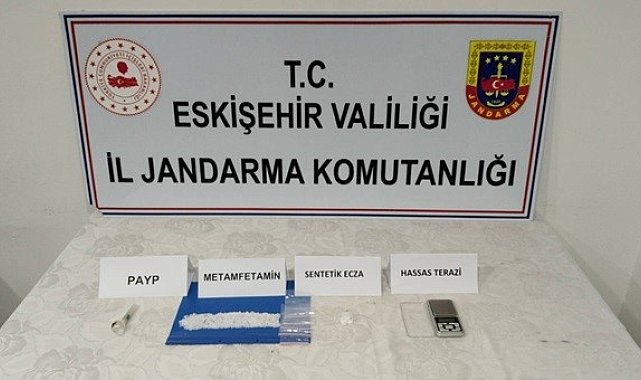 T.C.
ESKİŞEHİR VALİLİĞİ
İL JANDARMA KOMUTANLIĞI
JANDARMA
PAYP
METAMFETAMİN
SENTETİK ECZA
HASSAS TERAZİ